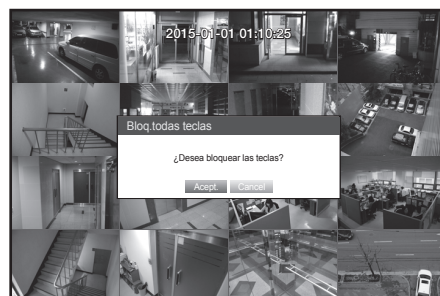 2015-01-01 01:10:25
Bloq.todas teclas
¿Desea bloquear las teclas?
Acept. Cancel